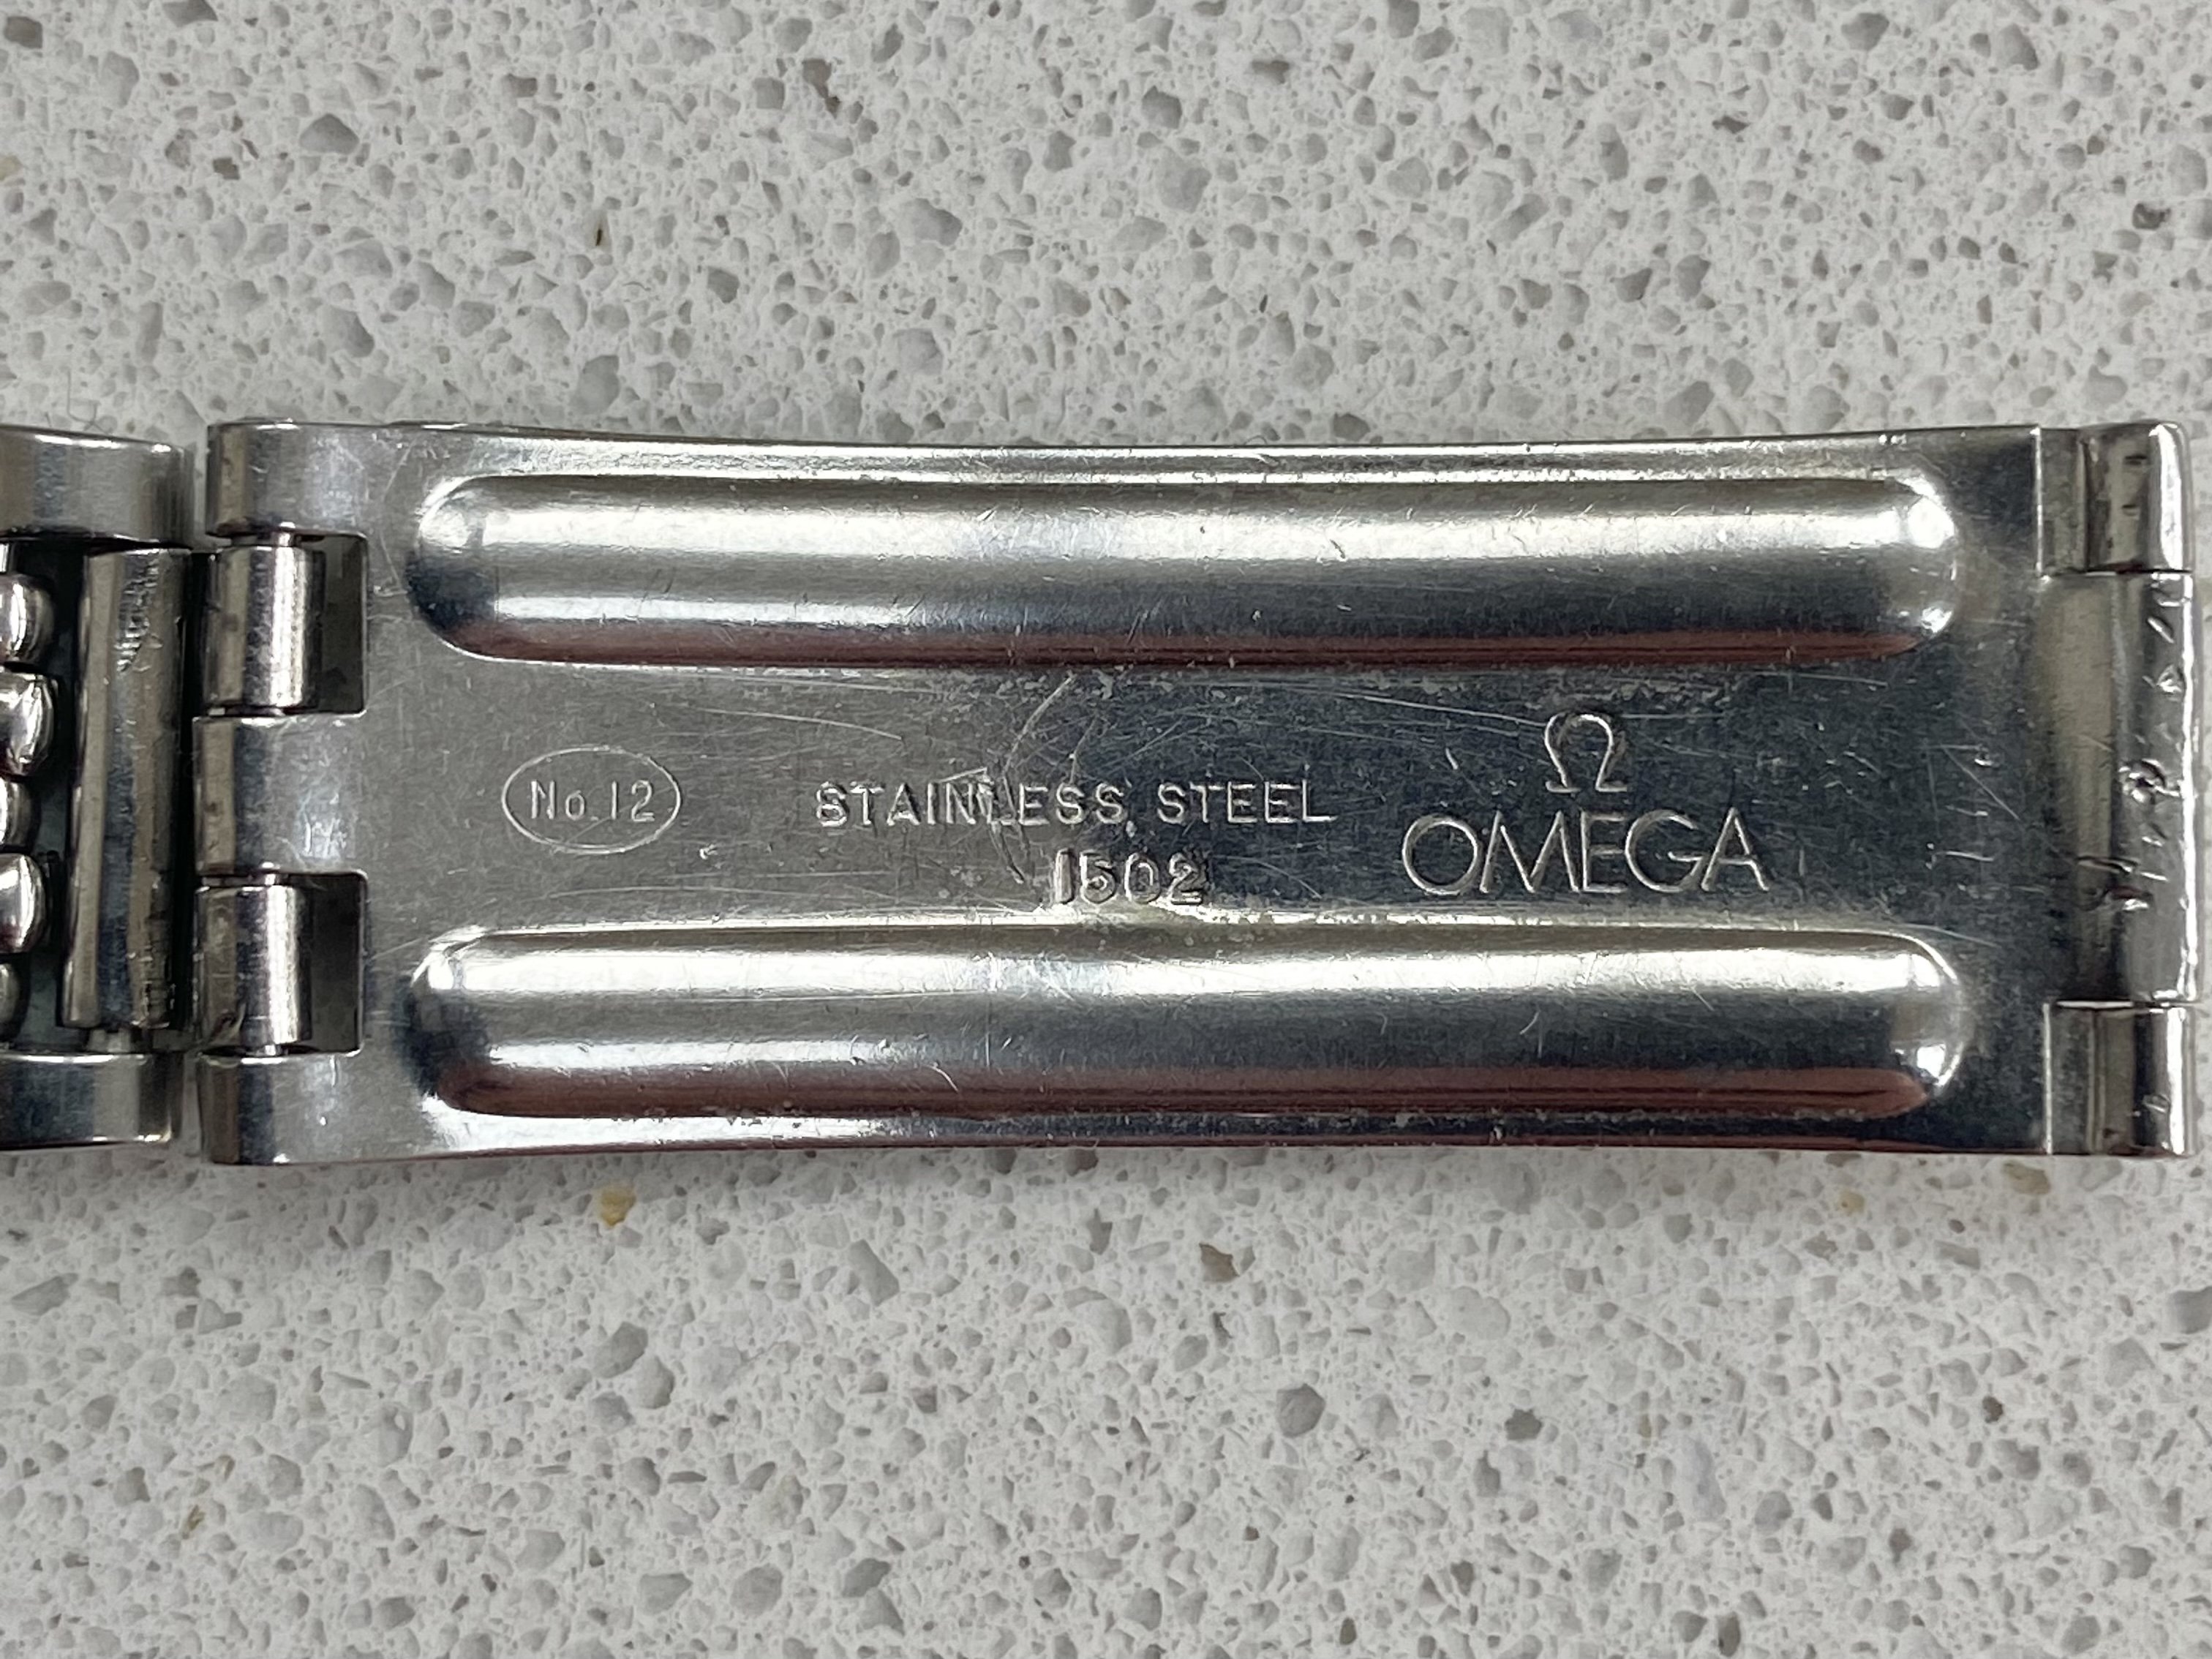 No.12
STAINLESS STEEL
1502
Ω
OMEGA